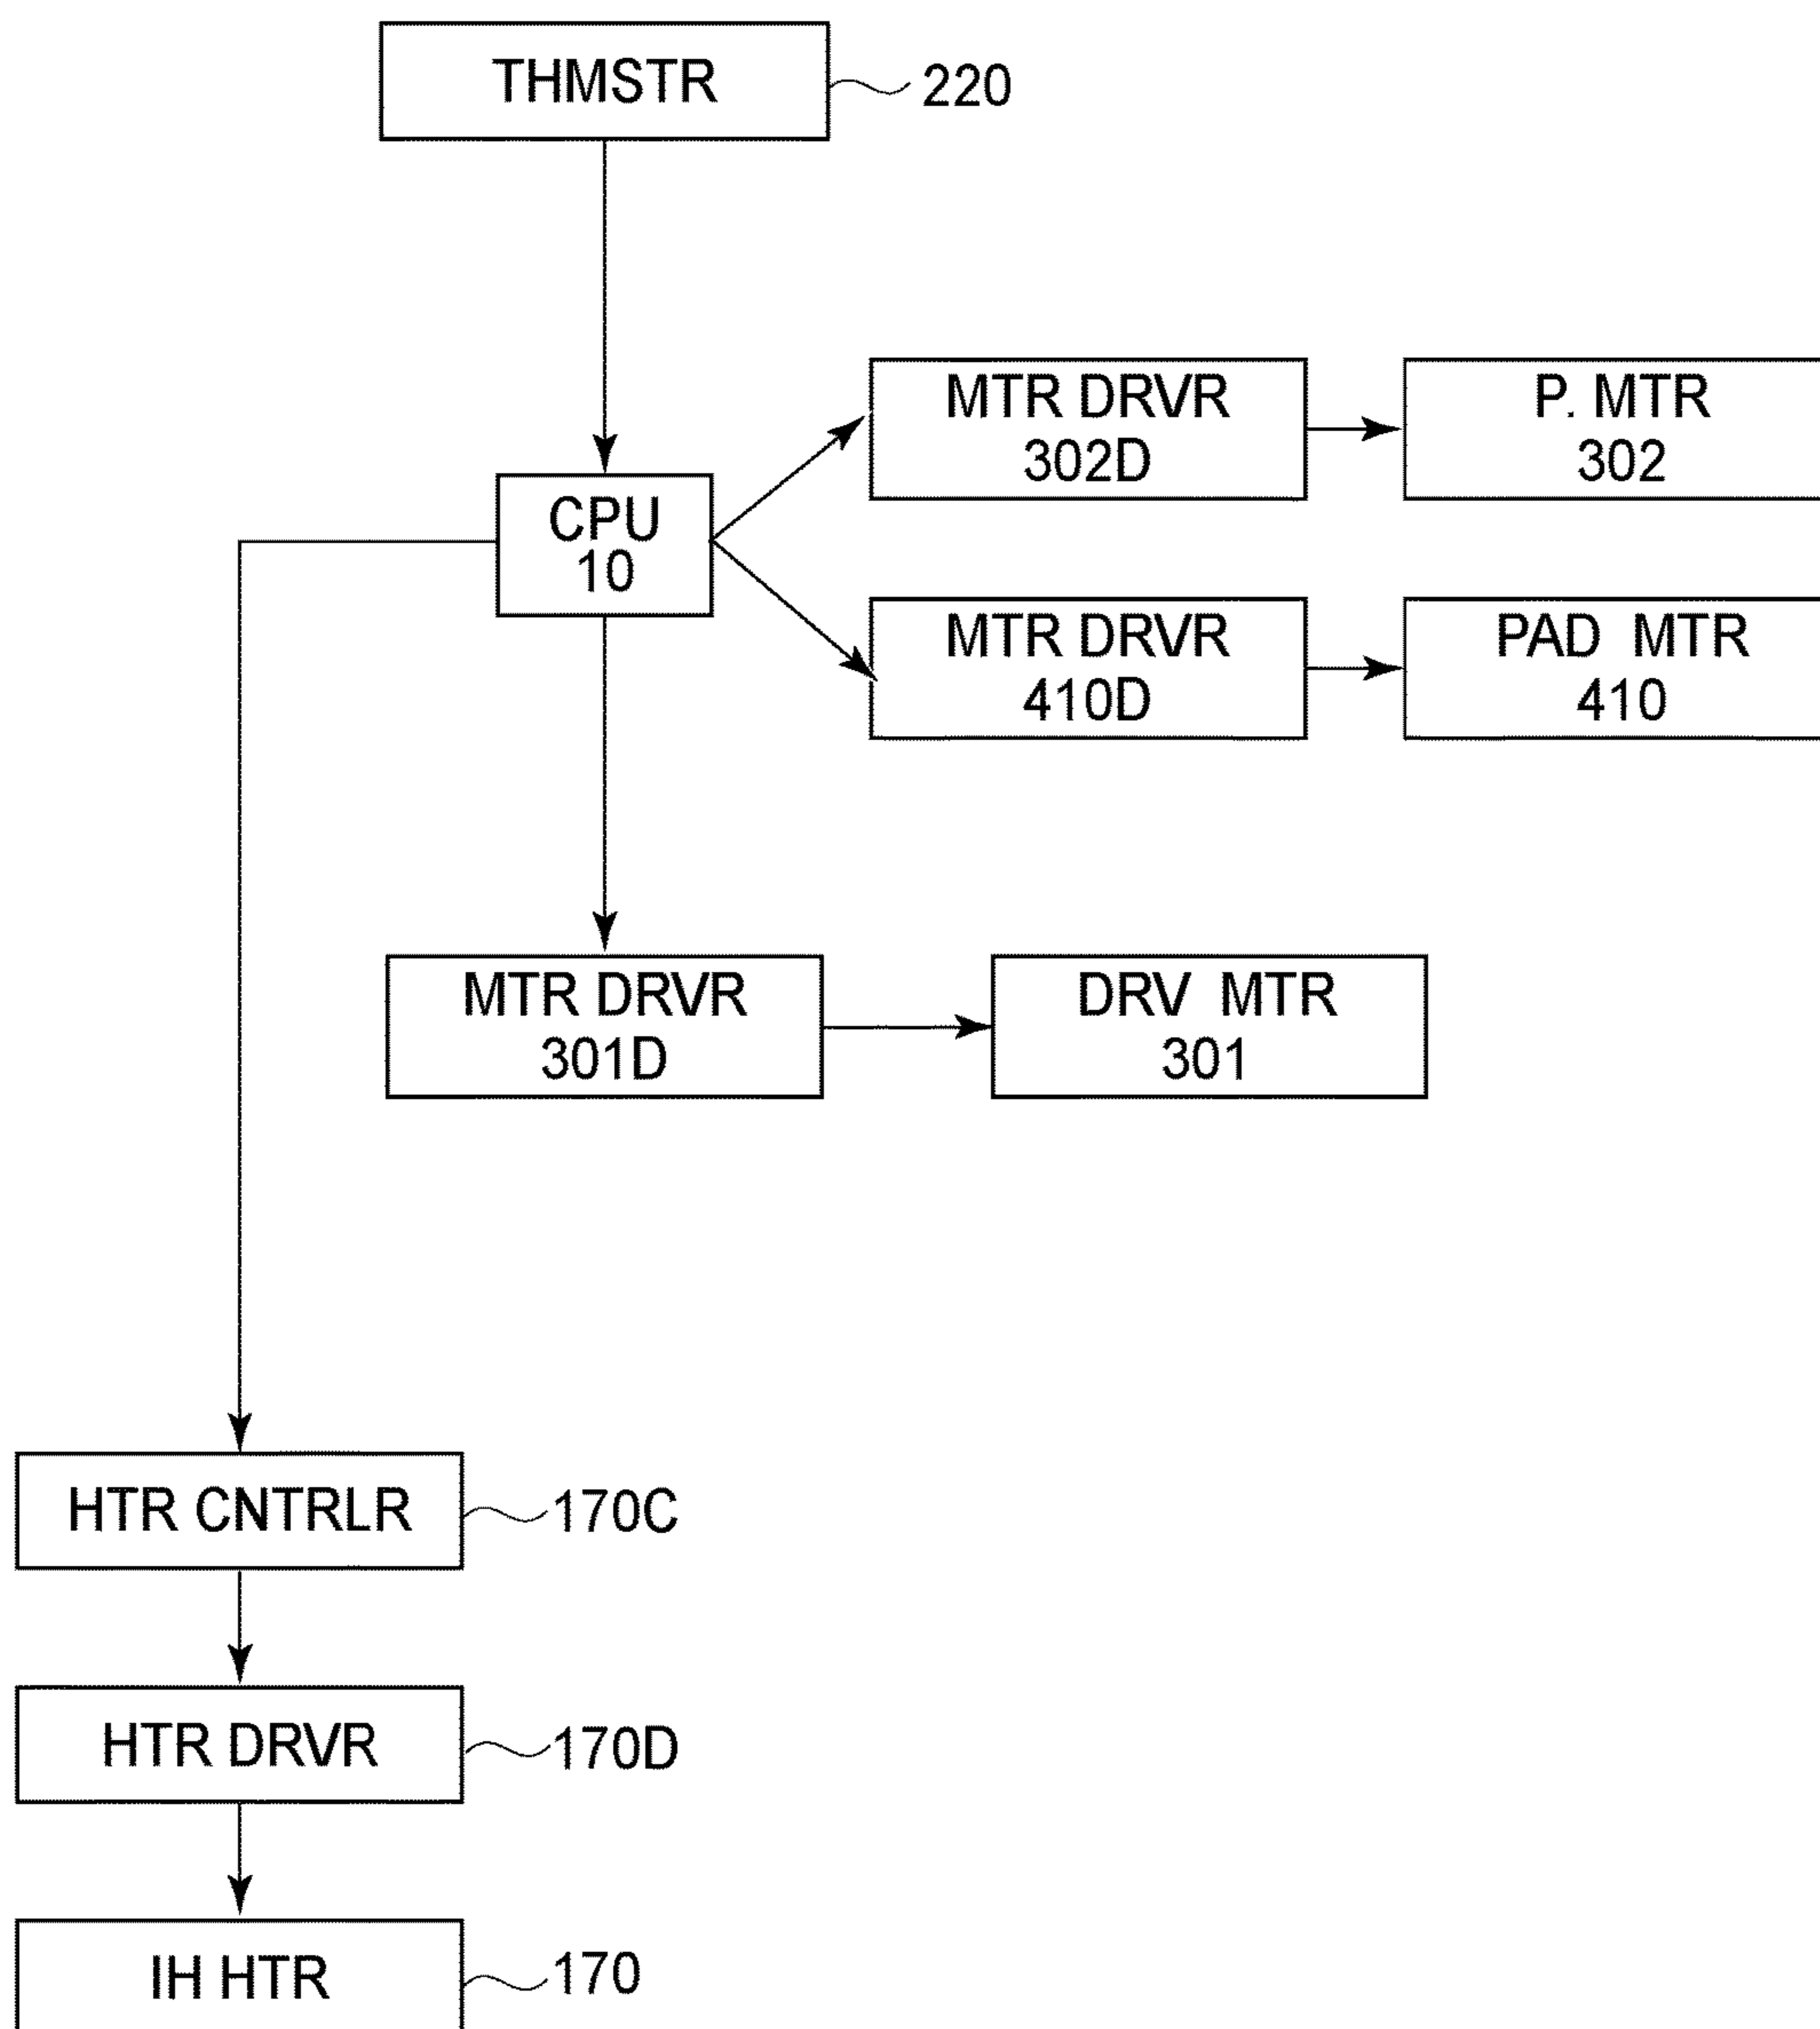 THMSTR
220
MTR DRVR
302D
P. MTR
302
CPU
10
MTR DRVR
410D
PAD MTR
410
MTR DRVR
301D
DRV MTR
301
HTR CNTRLR
170C
HTR DRVR
170D
IH HTR
170